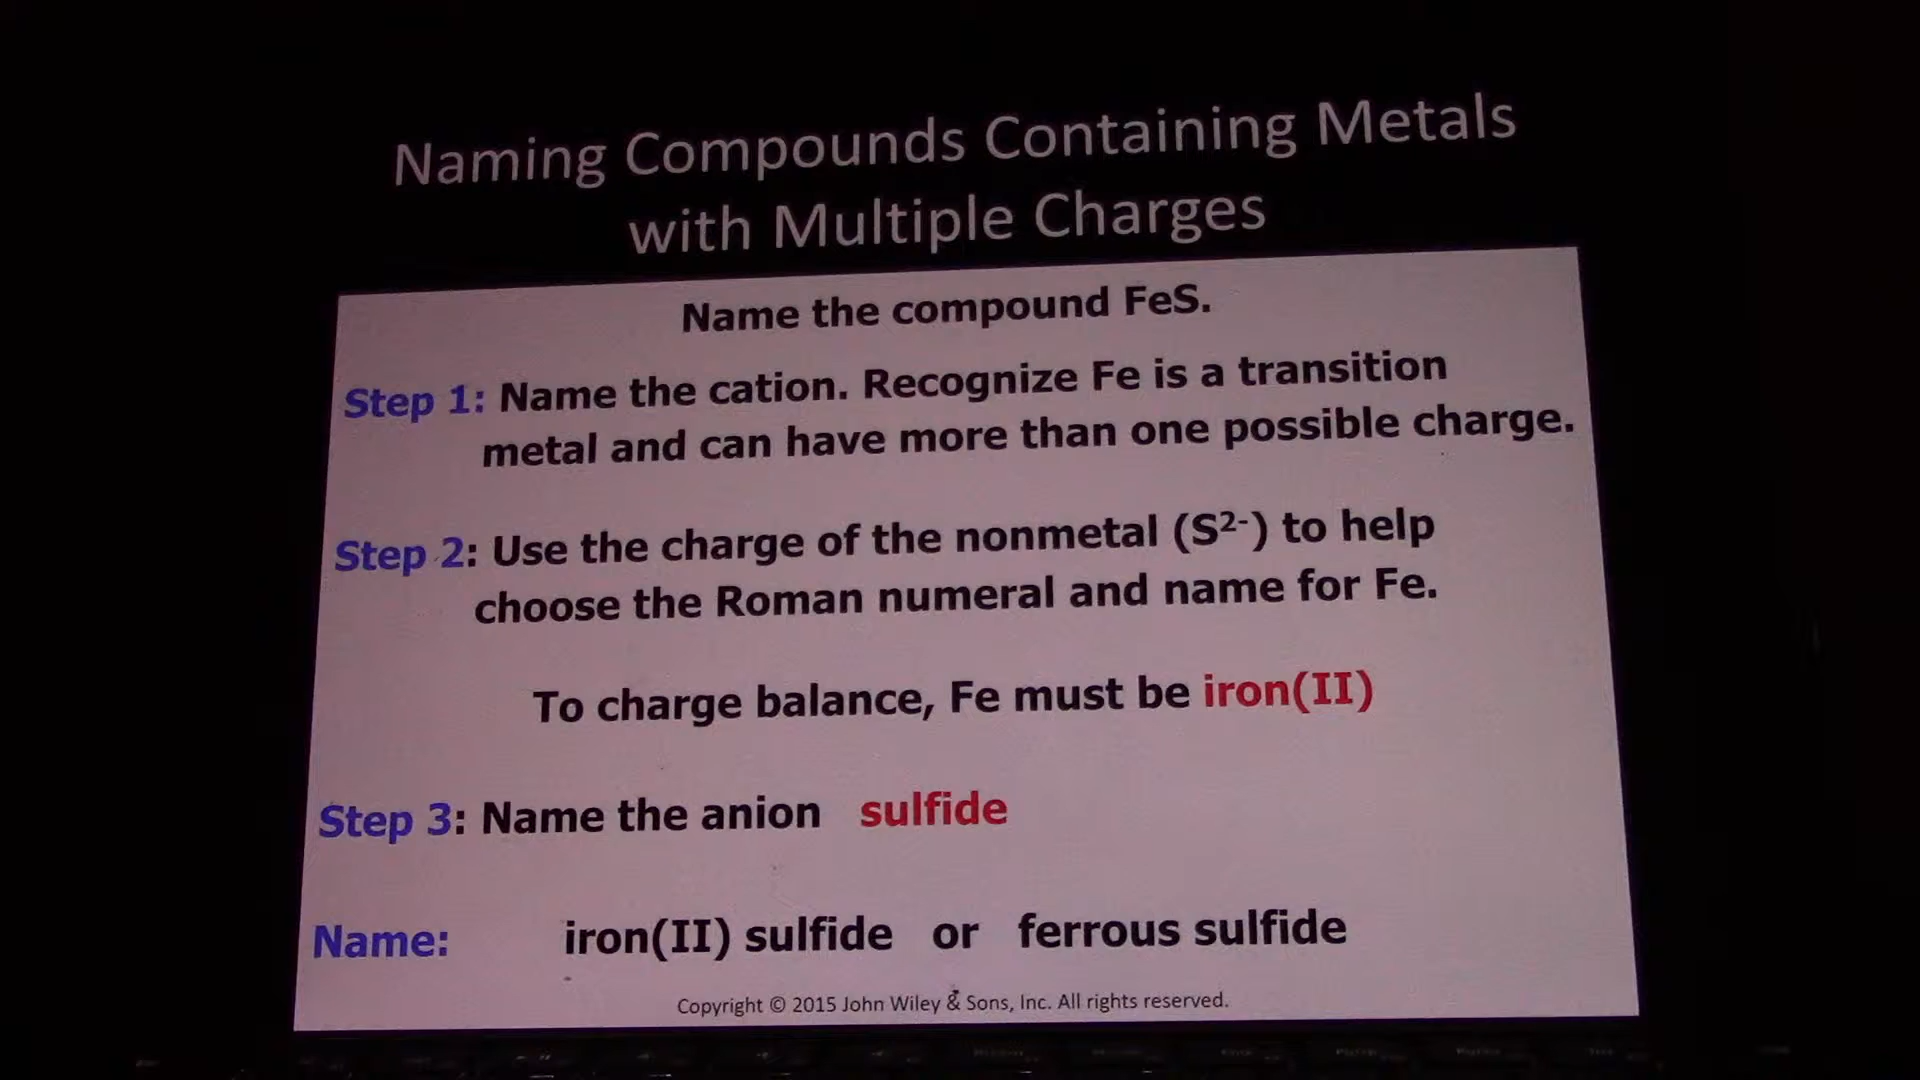 Naming Compounds Containing Metals
with Multiple Charges
Name the compound FeS.
Step 1: Name the cation. Recognize Fe is a transition
metal and can have more than one possible charge.
Step 2: Use the charge of the nonmetal (S²⁻) to help
choose the Roman numeral and name for Fe.
To charge balance, Fe must be iron(II)
Step 3: Name the anion sulfide
Name: iron(II) sulfide or ferrous sulfide
Copyright © 2015 John Wiley & Sons, Inc. All rights reserved.